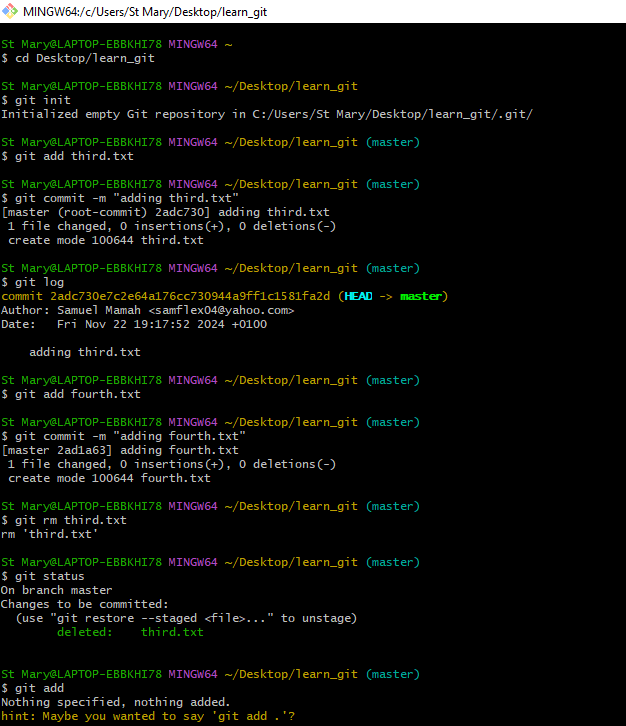 MINGW64:/c/Users/St Mary/Desktop/learn_git
St Mary@LAPTOP-EBBKHI78 MINGW64 ~
$ cd Desktop/learn_git
St Mary@LAPTOP-EBBKHI78 MINGW64 ~/Desktop/learn_git
$ git init
Initialized empty Git repository in C:/Users/St Mary/Desktop/learn_git/.git/
St Mary@LAPTOP-EBBKHI78 MINGW64 ~/Desktop/learn_git (master)
$ git add third.txt
St Mary@LAPTOP-EBBKHI78 MINGW64 ~/Desktop/learn_git (master)
$ git commit -m "adding third.txt"
[master (root-commit) 2adc730] adding third.txt
 1 file changed, 0 insertions(+), 0 deletions(-)
 create mode 100644 third.txt
St Mary@LAPTOP-EBBKHI78 MINGW64 ~/Desktop/learn_git (master)
$ git log
commit 2adc730e7c2e64a176cc730944a9ff1c1581fa2d (HEAD -> master)
Author: Samuel Mamah <samflex04@yahoo.com>
Date:   Fri Nov 22 19:17:52 2024 +0100
    adding third.txt
St Mary@LAPTOP-EBBKHI78 MINGW64 ~/Desktop/learn_git (master)
$ git add fourth.txt
St Mary@LAPTOP-EBBKHI78 MINGW64 ~/Desktop/learn_git (master)
$ git commit -m "adding fourth.txt"
[master 2ad1a63] adding fourth.txt
 1 file changed, 0 insertions(+), 0 deletions(-)
 create mode 100644 fourth.txt
St Mary@LAPTOP-EBBKHI78 MINGW64 ~/Desktop/learn_git (master)
$ git rm third.txt
rm 'third.txt'
St Mary@LAPTOP-EBBKHI78 MINGW64 ~/Desktop/learn_git (master)
$ git status
On branch master
Changes to be committed:
  (use "git restore --staged <file>..." to unstage)
        deleted:    third.txt
St Mary@LAPTOP-EBBKHI78 MINGW64 ~/Desktop/learn_git (master)
$ git add
Nothing specified, nothing added.
hint: Maybe you wanted to say 'git add .'?